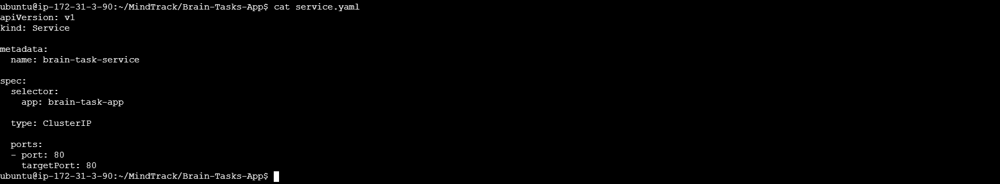 ubuntu@ip-172-31-3-90:~/MindTrack/Brain-Tasks-App$ cat service.yaml
apiVersion: v1
kind: Service

metadata:
  name: brain-task-service

spec:
  selector:
    app: brain-task-app

  type: ClusterIP

  ports:
  - port: 80
    targetPort: 80
ubuntu@ip-172-31-3-90:~/MindTrack/Brain-Tasks-App$